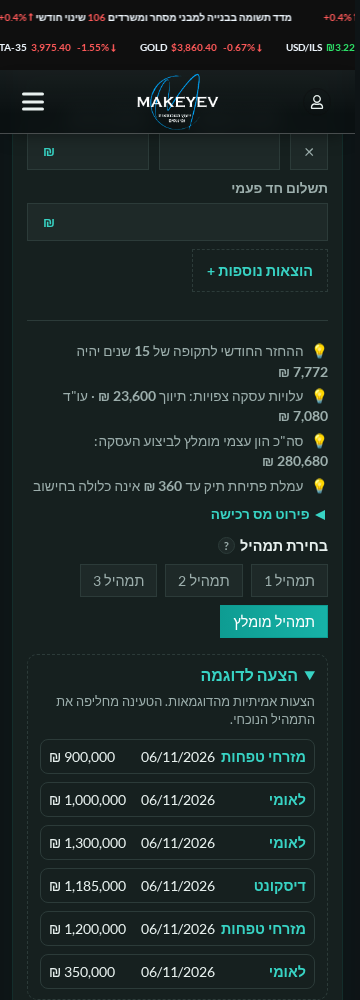 +0.4%⬆ מדד תשומה בבנייה למבני מסחר ומשרדים 106 שינוי חודשי +0.4%⬆
TA-35 3,975.40 -1.55%↓ GOLD $3,860.40 -0.67%↓ USD/ILS ₪3.22
MAKEYEV
₪ ₪ ×
תשלום חד פעמי
₪
הוצאות נוספות +
💡 ההחזר החודשי לתקופה של 15 שנים יהיה
7,772 ₪
💡 עלויות עסקה צפויות: תיווך 23,600 ₪ · עו"ד
7,080 ₪
💡 סה"כ הון עצמי מומלץ לביצוע העסקה:
280,680 ₪
💡 עמלת פתיחת תיק עד 360 ₪ אינה כלולה בחישוב
◀ פירוט מס רכישה
בחירת תמהיל ?
תמהיל 1 תמהיל 2 תמהיל 3
תמהיל מומלץ
▼ הצעה לדוגמה
הצעות אמיתיות מהדוגמאות. הטעינה מחליפה את
התמהיל הנוכחי.
מזרחי טפחות 06/11/2026 900,000 ₪
לאומי 06/11/2026 1,000,000 ₪
לאומי 06/11/2026 1,300,000 ₪
דיסקונט 06/11/2026 1,185,000 ₪
מזרחי טפחות 06/11/2026 1,200,000 ₪
לאומי 06/11/2026 350,000 ₪